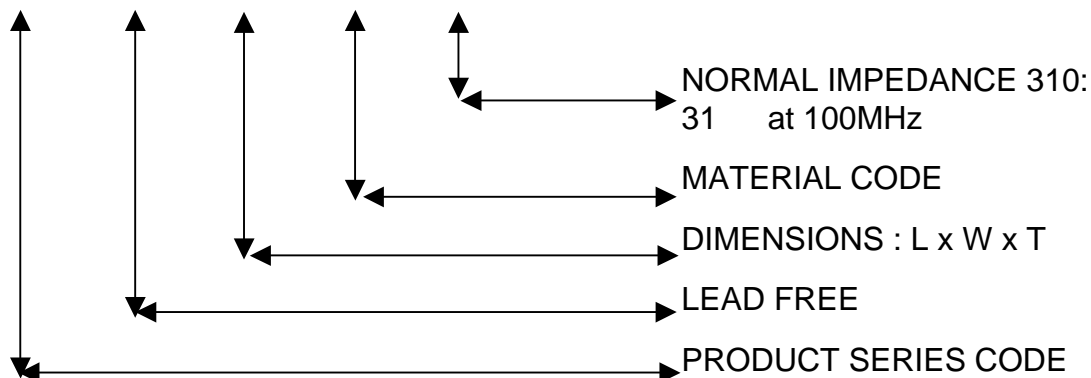 NORMAL IMPEDANCE 310:
31 at 100MHz
MATERIAL CODE
DIMENSIONS : L x W x T
LEAD FREE
PRODUCT SERIES CODE